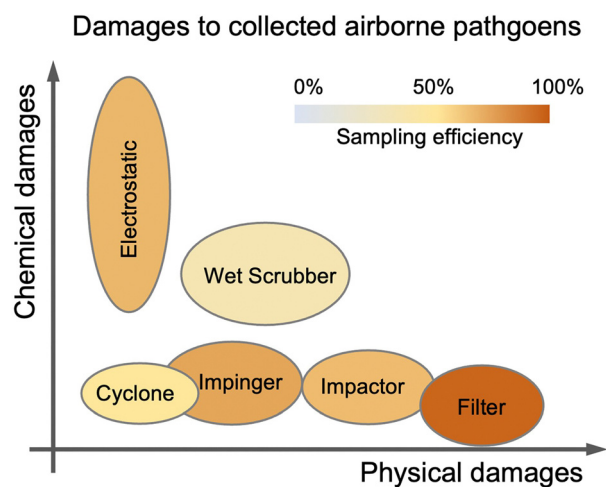 Damages to collected airborne pathgoens
0% 50% 100%
Sampling efficiency
Chemical damages
Electrostatic
Wet Scrubber
Cyclone
Impinger
Impactor
Filter
Physical damages